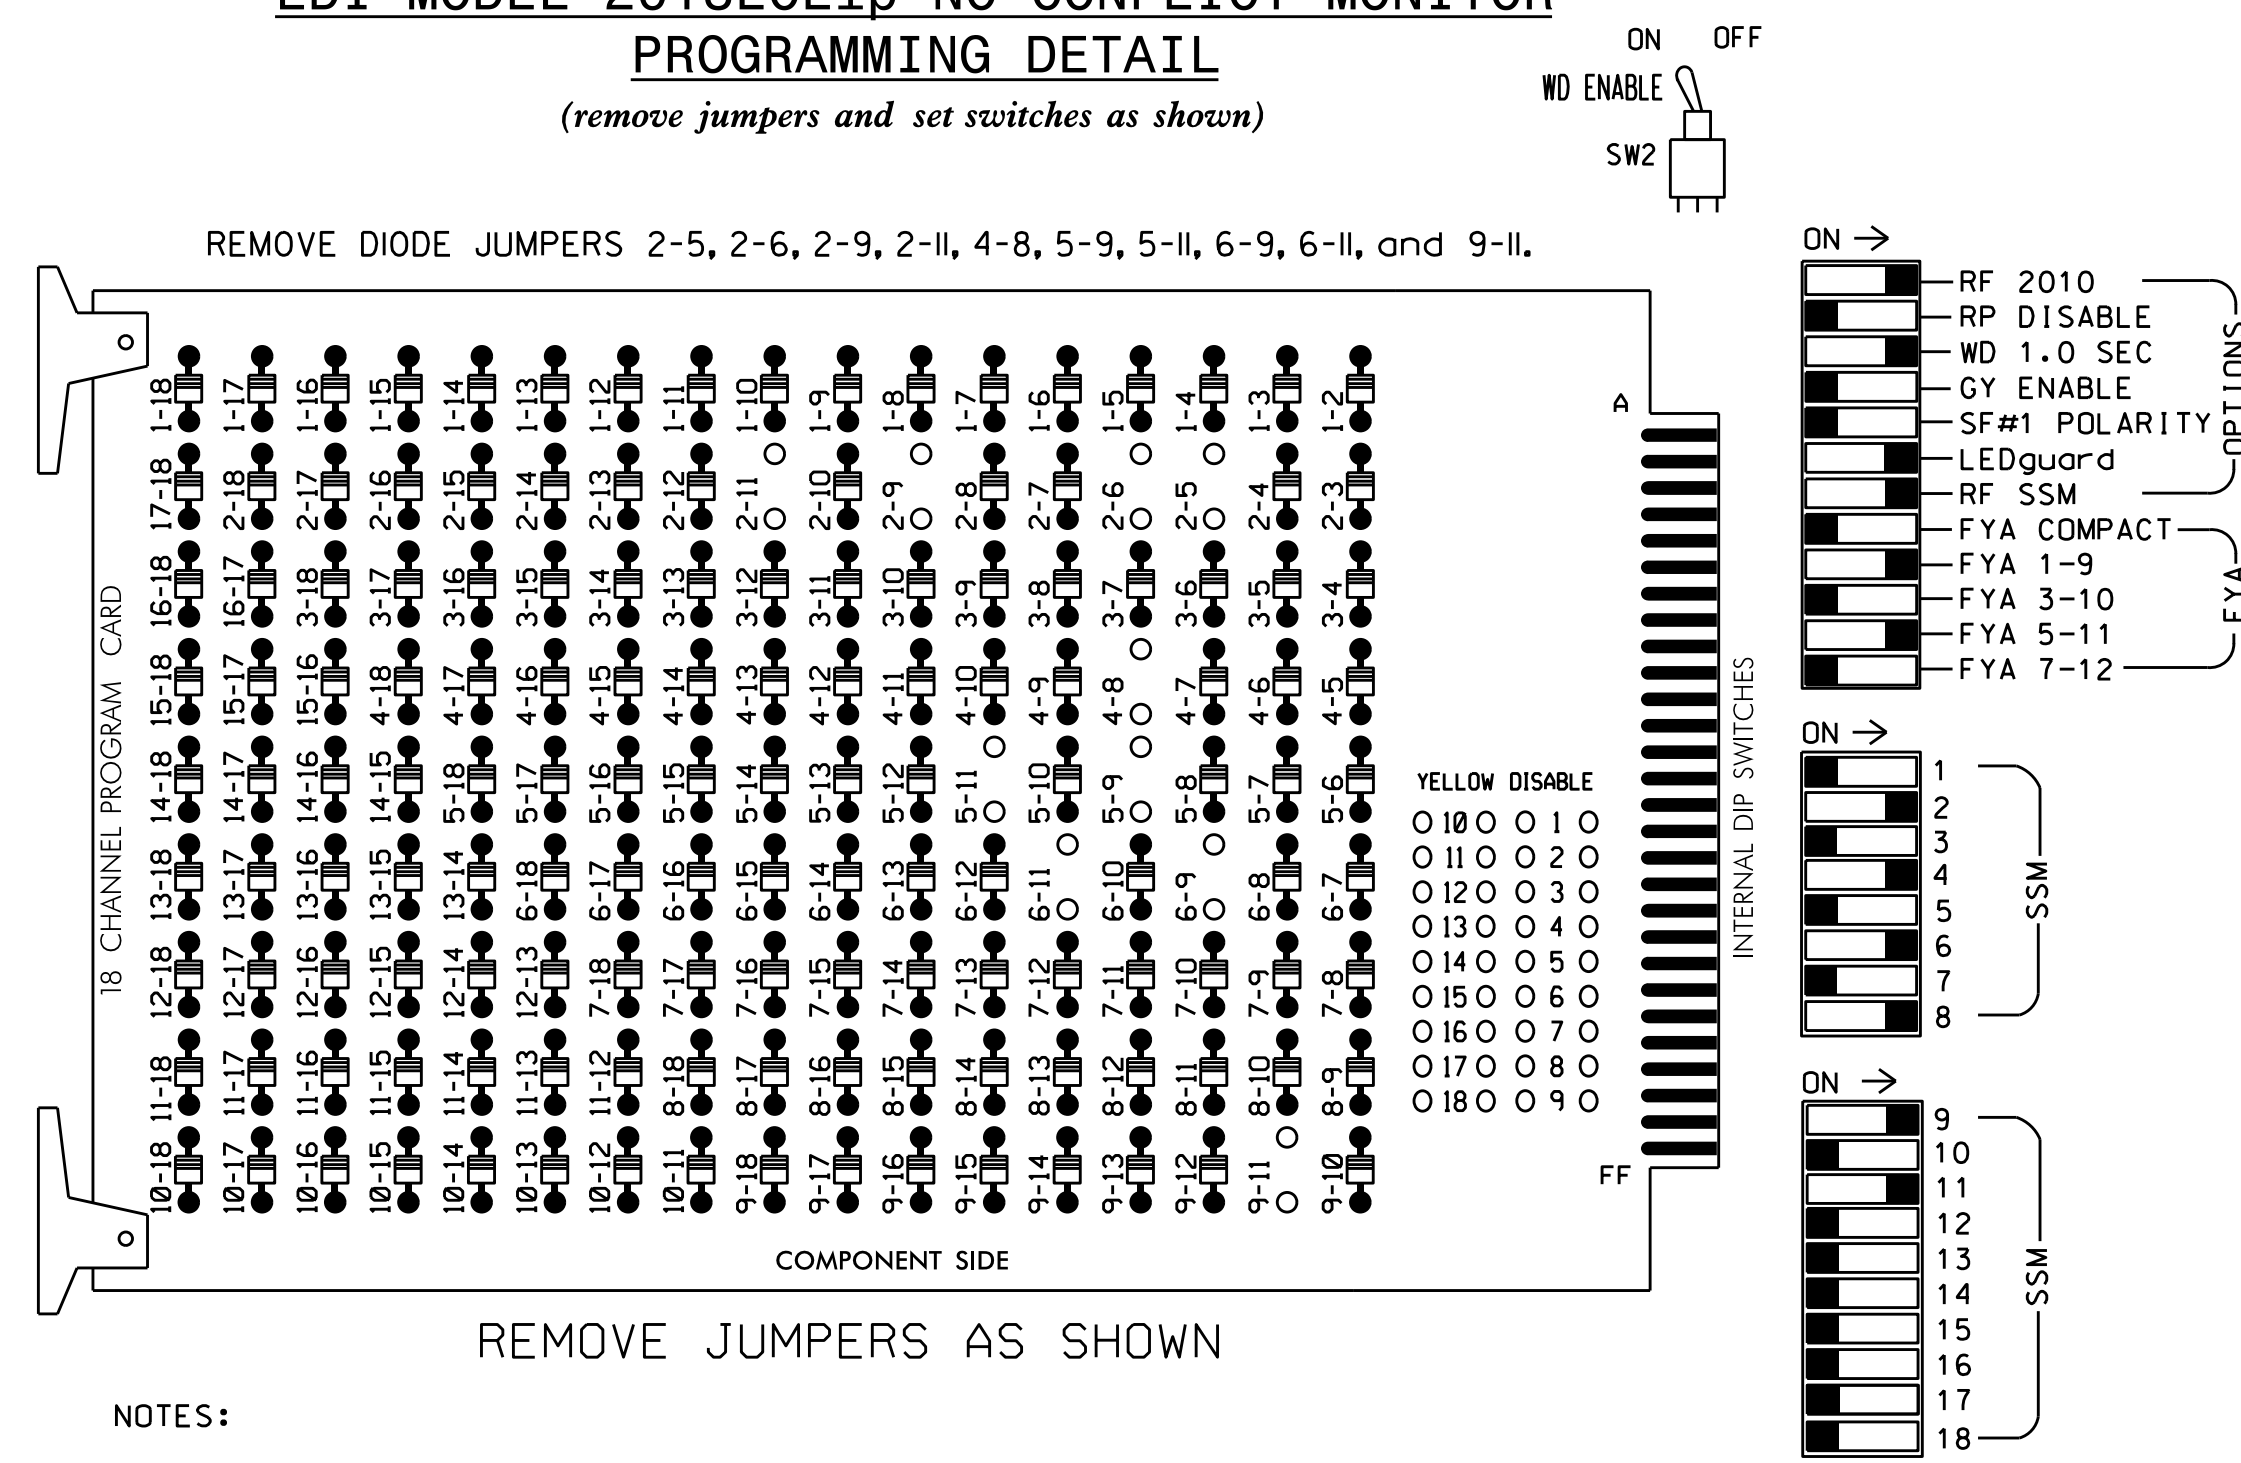 PROGRAMMING DETAIL
(remove jumpers and set switches as shown)
ON OFF
WD ENABLE
SW2
REMOVE DIODE JUMPERS 2-5, 2-6, 2-9, 2-11, 4-8, 5-9, 5-11, 6-9, 6-11, and 9-11.
1-18 1-17 1-16 1-15 1-14 1-13 1-12 1-11 1-10 1-9 1-8 1-7 1-6 1-5 1-4 1-3 1-2
17-18 2-18 2-17 2-16 2-15 2-14 2-13 2-12 2-11 2-10 2-9 2-8 2-7 2-6 2-5 2-4 2-3
16-18 16-17 3-18 3-17 3-16 3-15 3-14 3-13 3-12 3-11 3-10 3-9 3-8 3-7 3-6 3-5 3-4
15-18 15-17 15-16 4-18 4-17 4-16 4-15 4-14 4-13 4-12 4-11 4-10 4-9 4-8 4-7 4-6 4-5
14-18 14-17 14-16 14-15 5-18 5-17 5-16 5-15 5-14 5-13 5-12 5-11 5-10 5-9 5-8 5-7 5-6
13-18 13-17 13-16 13-15 13-14 6-18 6-17 6-16 6-15 6-14 6-13 6-12 6-11 6-10 6-9 6-8 6-7
12-18 12-17 12-16 12-15 12-14 12-13 7-18 7-17 7-16 7-15 7-14 7-13 7-12 7-11 7-10 7-9 7-8
11-18 11-17 11-16 11-15 11-14 11-13 11-12 8-18 8-17 8-16 8-15 8-14 8-13 8-12 8-11 8-10 8-9
10-18 10-17 10-16 10-15 10-14 10-13 10-12 10-11 9-18 9-17 9-16 9-15 9-14 9-13 9-12 9-11 9-10
18 CHANNEL PROGRAM CARD
YELLOW DISABLE
10 1
11 2
12 3
13 4
14 5
15 6
16 7
17 8
18 9
A
FF
COMPONENT SIDE
REMOVE JUMPERS AS SHOWN
NOTES:
INTERNAL DIP SWITCHES
ON
RF 2010
RP DISABLE
WD 1.0 SEC
GY ENABLE
SF#1 POLARITY
LEDguard
RF SSM
OPTIONS
FYA COMPACT
FYA 1-9
FYA 3-10
FYA 5-11
FYA 7-12
FYA
ON
1
2
3
4
5
6
7
8
SSM
ON
9
10
11
12
13
14
15
16
17
18
SSM